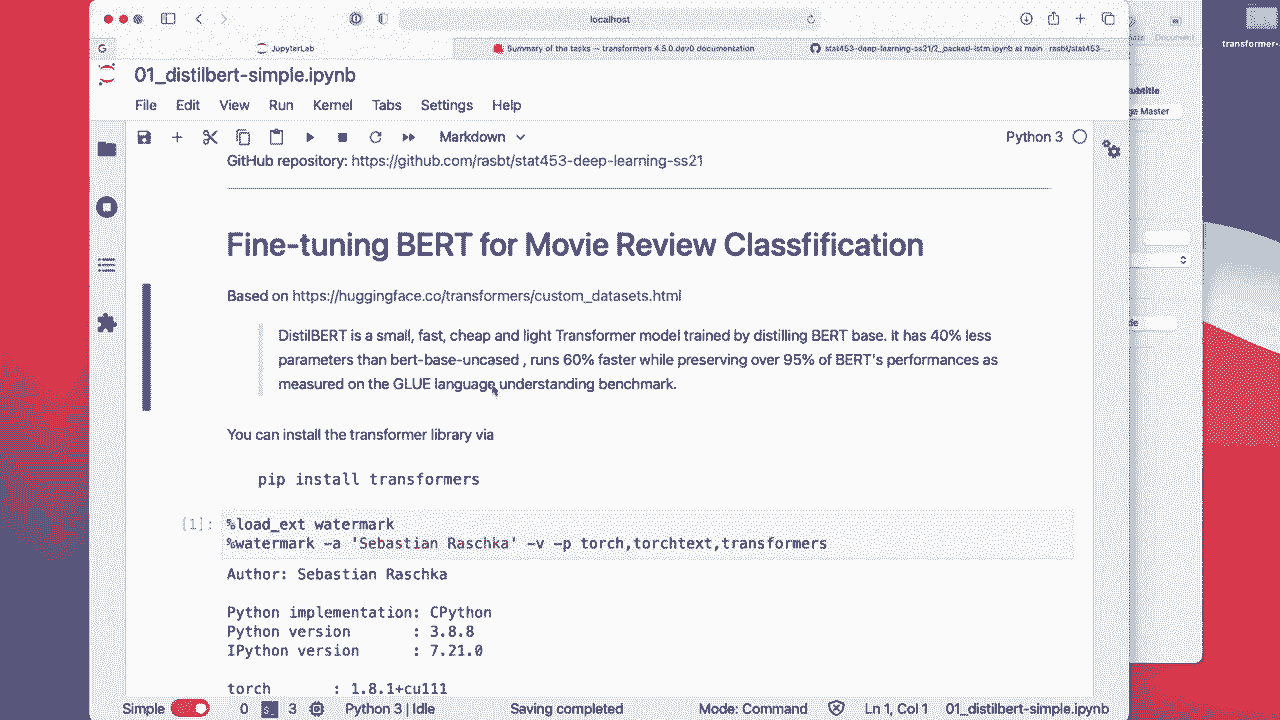 localhost
JupyterLab
Summary of the tasks — transformers 4.5.0.dev0 documentation
stat453-deep-learning-ss21/2_packed-lstm.ipynb at main · rasbt/stat453-...
transformer-
Document
01_distilbert-simple.ipynb
ubtitle
ge Master
File Edit View Run Kernel Tabs Settings Help
Markdown
Python 3
GitHub repository: https://github.com/rasbt/stat453-deep-learning-ss21
Fine-tuning BERT for Movie Review Classfification
Based on https://huggingface.co/transformers/custom_datasets.html
DistilBERT is a small, fast, cheap and light Transformer model trained by distilling BERT base. it has 40% less
parameters than bert-base-uncased , runs 60% faster while preserving over 95% of BERT's performances as
measured on the GLUE language understanding benchmark.
You can install the transformer library via
pip install transformers
[1]:
%load_ext watermark
%watermark -a 'Sebastian Raschka' -v -p torch,torchtext,transformers
Author: Sebastian Raschka
Python implementation: CPython
Python version : 3.8.8
IPython version : 7.21.0
torch : 1.8.1+cu111
Simple 0 3 Python 3 | Idle Saving completed Mode: Command Ln 1, Col 1 01_distilbert-simple.ipynb